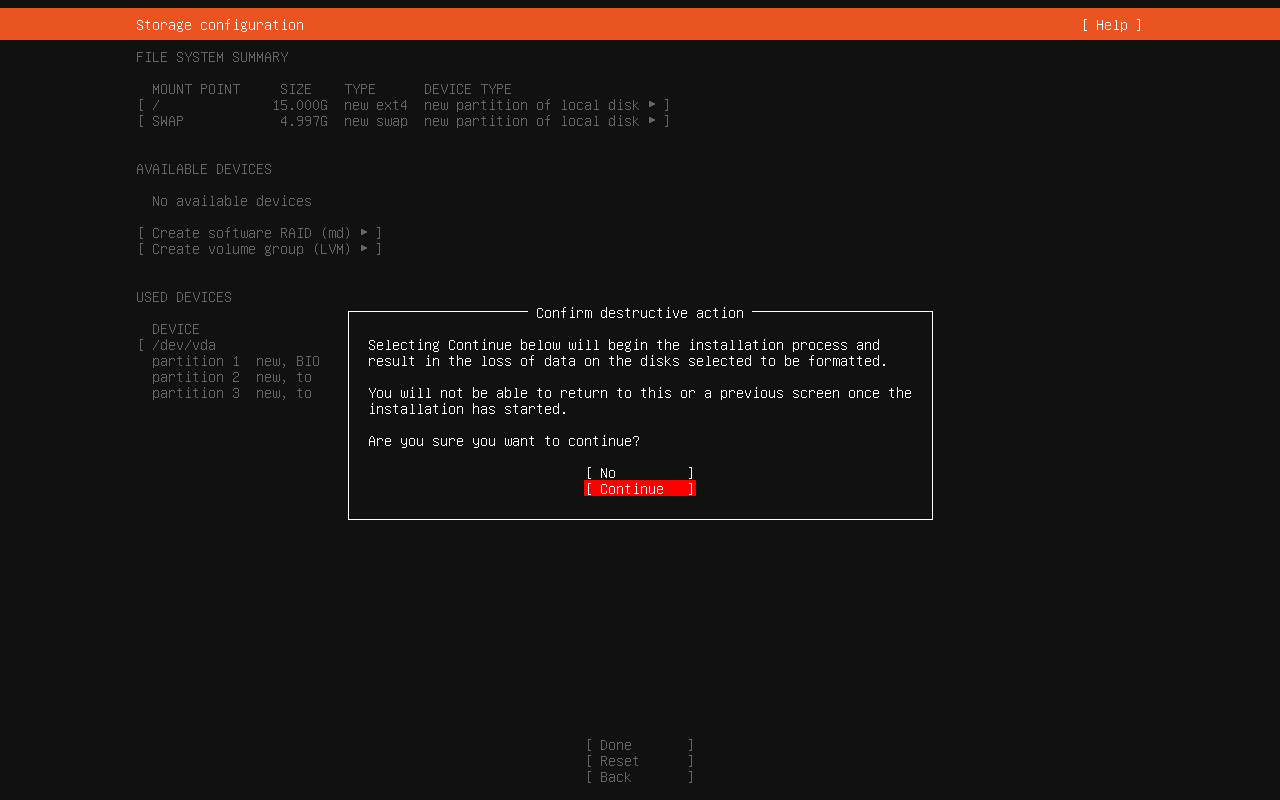 Storage configuration [ Help ]
FILE SYSTEM SUMMARY
MOUNT POINT SIZE TYPE DEVICE TYPE
[ / 15.000G new ext4 new partition of local disk ▸ ]
[ SWAP 4.997G new swap new partition of local disk ▸ ]
AVAILABLE DEVICES
No available devices
[ Create software RAID (md) ▸ ]
[ Create volume group (LVM) ▸ ]
USED DEVICES
DEVICE
[ /dev/vda
partition 1 new, BIO
partition 2 new, to
partition 3 new, to
Confirm destructive action
Selecting Continue below will begin the installation process and
result in the loss of data on the disks selected to be formatted.
You will not be able to return to this or a previous screen once the
installation has started.
Are you sure you want to continue?
[ No ]
[ Continue ]
[ Done ]
[ Reset ]
[ Back ]